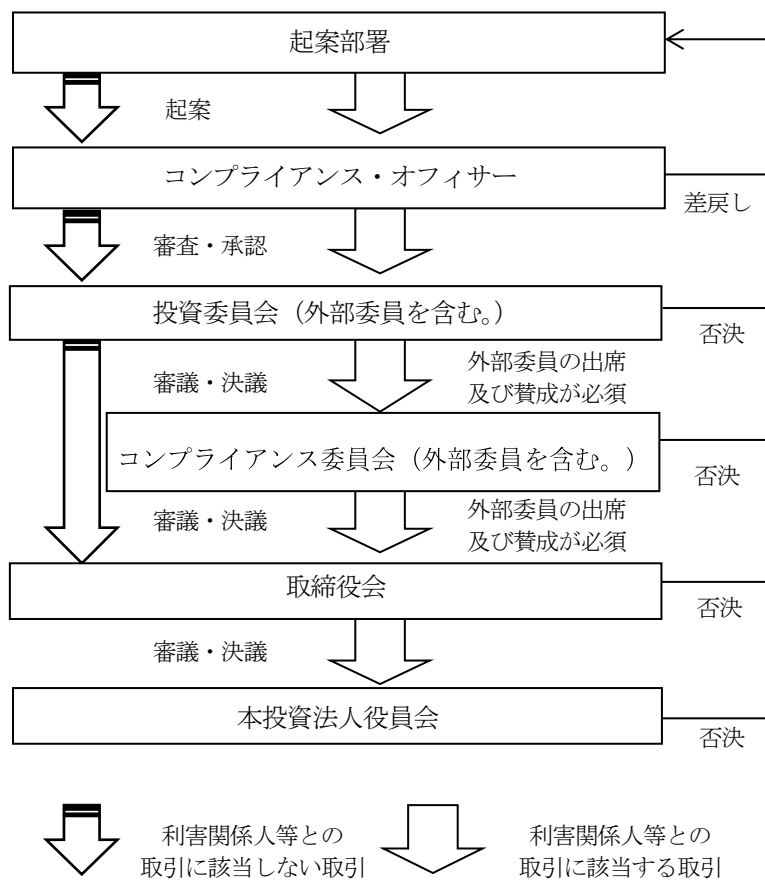 起案部署
起案
コンプライアンス・オフィサー
差戻し
審査・承認
投資委員会（外部委員を含む。）
否決
審議・決議
外部委員の出席
及び賛成が必須
コンプライアンス委員会（外部委員を含む。）
否決
審議・決議
外部委員の出席
及び賛成が必須
取締役会
否決
審議・決議
本投資法人役員会
否決
利害関係人等との
取引に該当しない取引
利害関係人等との
取引に該当する取引